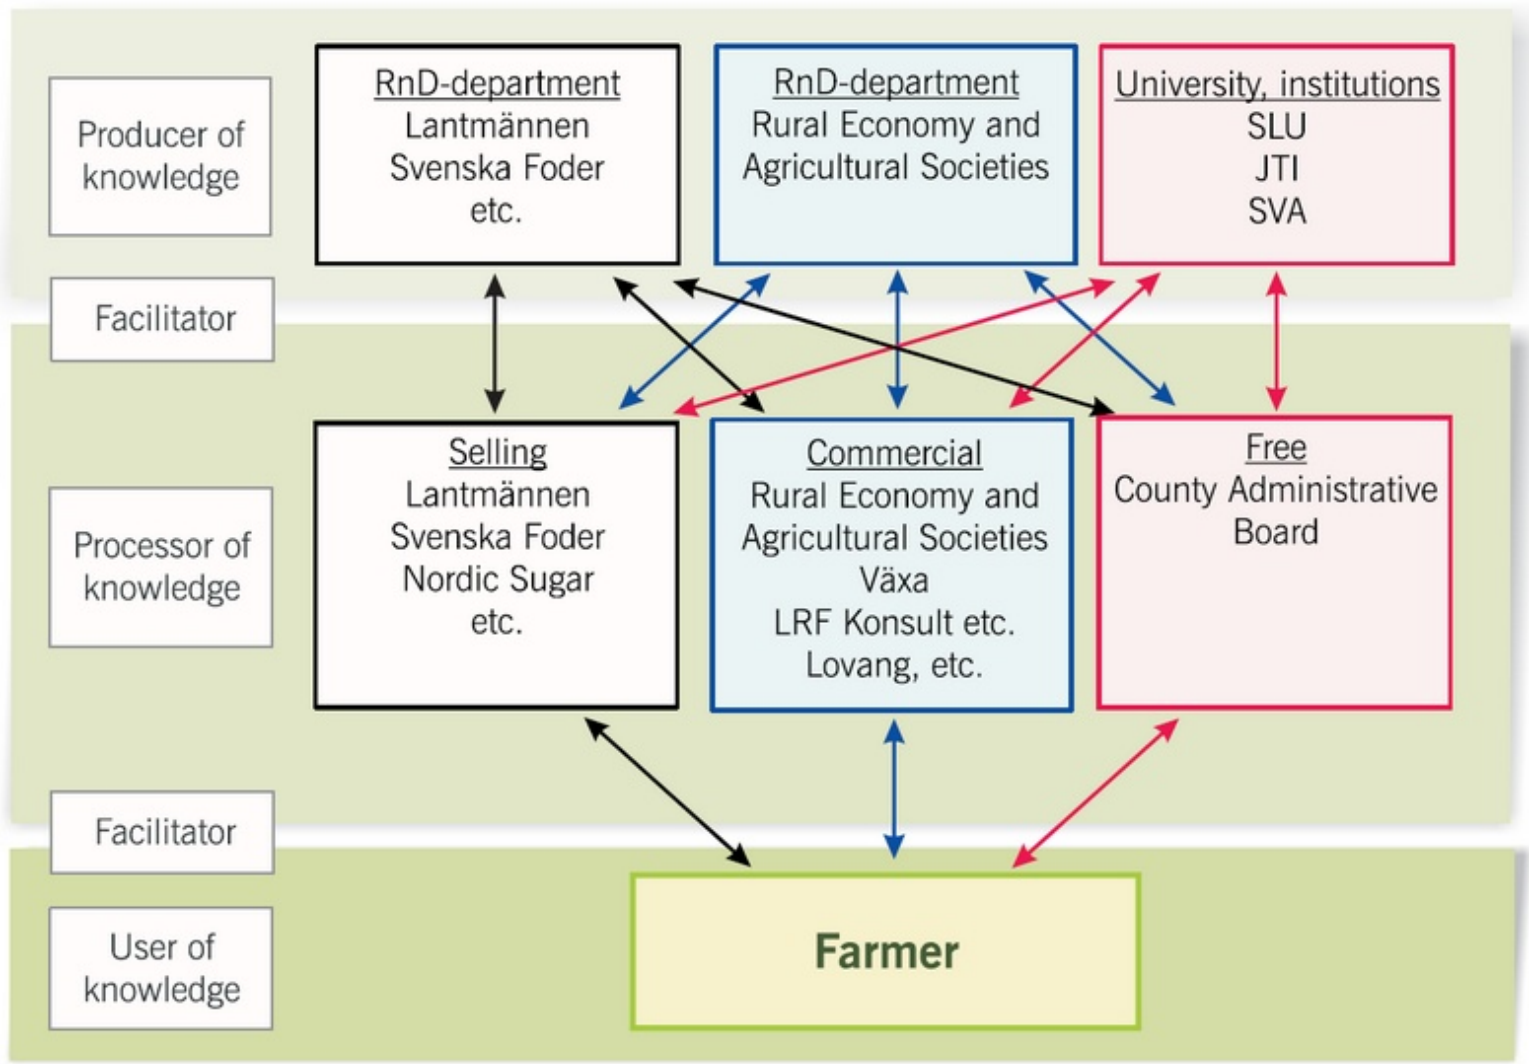 Producer of
knowledge
RnD-department
Lantmännen
Svenska Foder
etc.
RnD-department
Rural Economy and
Agricultural Societies
University, institutions
SLU
JTI
SVA
Facilitator
Processor of
knowledge
Selling
Lantmännen
Svenska Foder
Nordic Sugar
etc.
Commercial
Rural Economy and
Agricultural Societies
Växa
LRF Konsult etc.
Lovang, etc.
Free
County Administrative
Board
Facilitator
User of
knowledge
Farmer